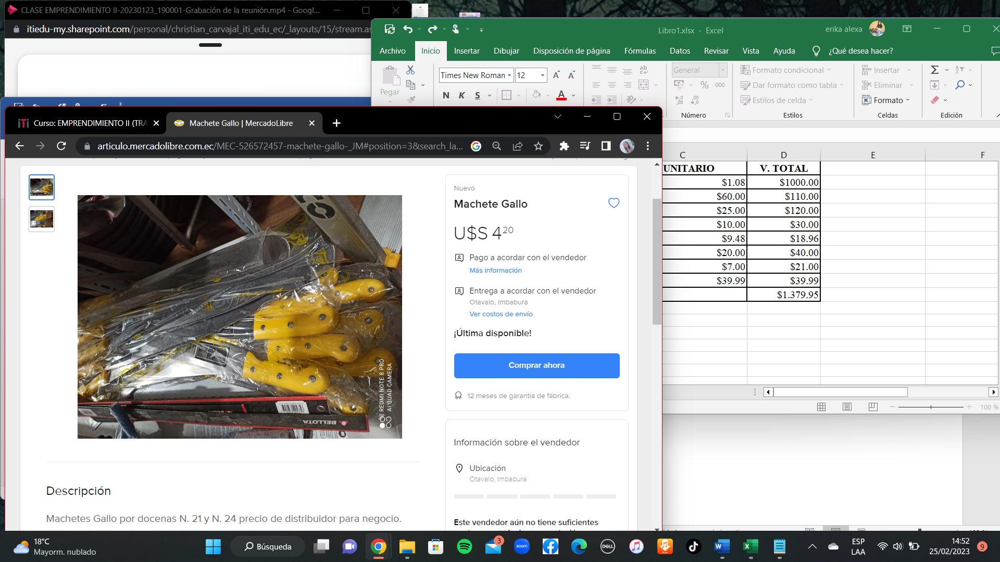 CLASE EMPRENDIMIENTO II-20230123_190001-Grabación de la reunión.mp4 - Googl...
itiedu-my.sharepoint.com/personal/christian_carvajal_iti_edu_ec/_layouts/15/stream.as
Libro1.xlsx - Excel
erika alexa
Archivo Inicio Insertar Dibujar Disposición de página Fórmulas Datos Revisar Vista Ayuda ¿Qué desea hacer?
Pegar
Times New Roman 12
N K S
General
% 000
Número
Formato condicional
Dar formato como tabla
Estilos de celda
Estilos
Insertar
Eliminar
Formato
Celdas
Edición
iTi Curso: EMPRENDIMIENTO II (TRA
Machete Gallo | MercadoLibre
articulo.mercadolibre.com.ec/MEC-526572457-machete-gallo-_JM#position=3&search_la...
C D E F
UNITARIO V. TOTAL
$1.08 $1000.00
$60.00 $110.00
$25.00 $120.00
$10.00 $30.00
$9.48 $18.96
$20.00 $40.00
$7.00 $21.00
$39.99 $39.99
$1.379.95
100 %
Nuevo
Machete Gallo
U$S 4 20
Pago a acordar con el vendedor
Más información
Entrega a acordar con el vendedor
Otavalo, Imbabura
Ver costos de envío
¡Última disponible!
Comprar ahora
12 meses de garantía de fábrica.
REDMI NOTE 8 PRO
AI QUAD CAMERA
BELLOTA
Información sobre el vendedor
Ubicación
Otavalo, Imbabura
Este vendedor aún no tiene suficientes
Descripción
Machetes Gallo por docenas N. 21 y N. 24 precio de distribuidor para negocio.
18°C
Mayorm. nublado
Búsqueda
3
zoom
DELL
ESP
LAA
14:52
25/02/2023
9